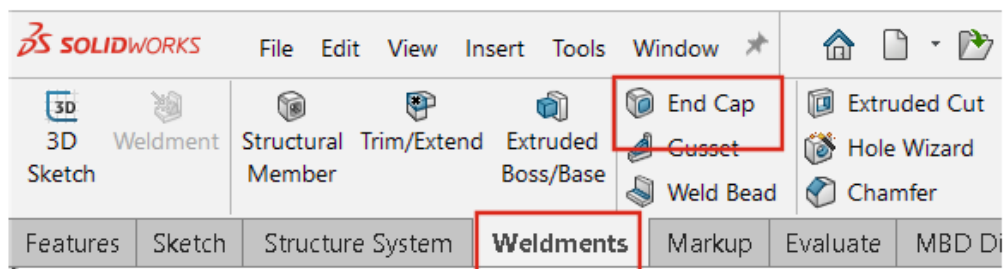 3S SOLIDWORKS File Edit View Insert Tools Window
3D Sketch
Weldment
Structural Member
Trim/Extend
Extruded Boss/Base
End Cap
Gusset
Weld Bead
Extruded Cut
Hole Wizard
Chamfer
Features Sketch Structure System Weldments Markup Evaluate MBD Di